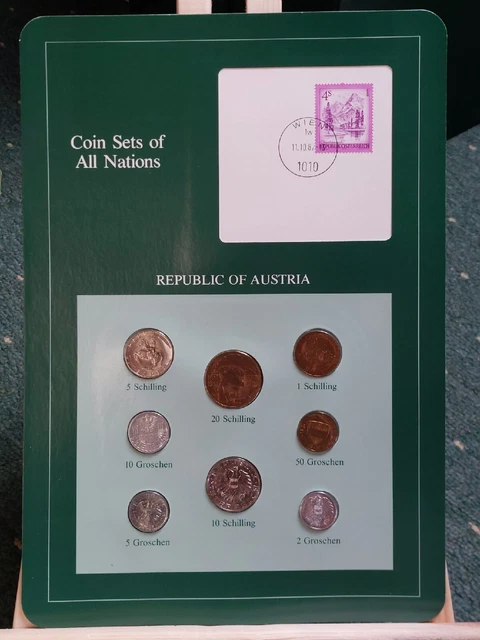 Coin Sets of
All Nations
4S
REPUBLIK ÖSTERREICH
WIEN
1010
REPUBLIC OF AUSTRIA
5 Schilling
20 Schilling
1 Schilling
10 Groschen
50 Groschen
5 Groschen
10 Schilling
2 Groschen